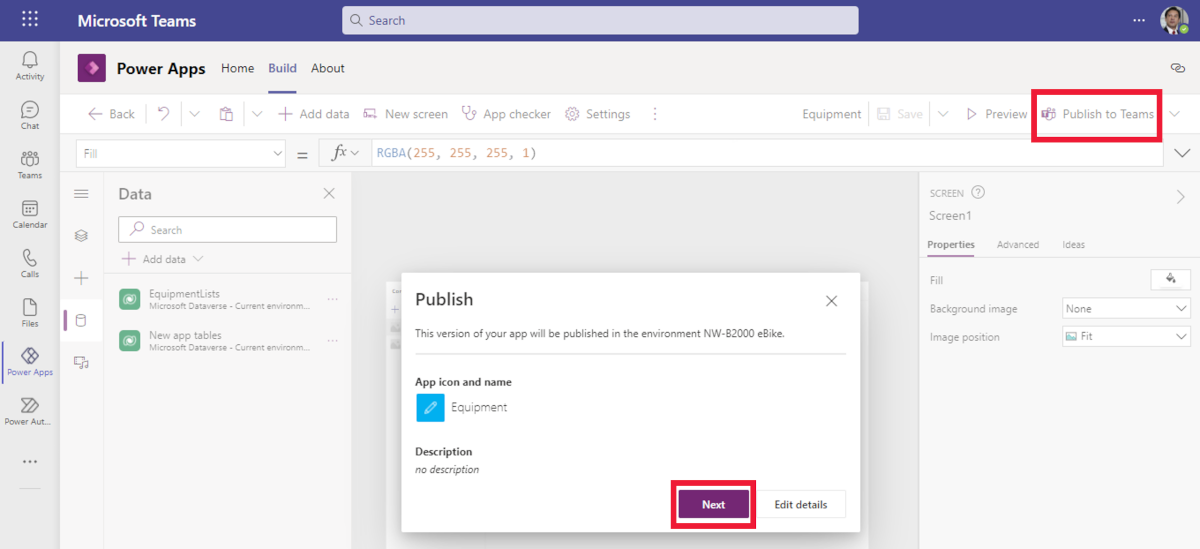 Microsoft Teams
Search
Activity
Chat
Teams
Calendar
Calls
Files
Power Apps
Power Aut...
Power Apps Home Build About
Back Add data New screen App checker Settings Equipment Save Preview Publish to Teams
Fill = fx RGBA(255, 255, 255, 1)
Data
Search
Add data
EquipmentLists
Microsoft Dataverse - Current environm...
New app tables
Microsoft Dataverse - Current environm...
Publish
This version of your app will be published in the environment NW-B2000 eBike.
App icon and name
Equipment
Description
no description
Next Edit details
SCREEN
Screen1
Properties Advanced Ideas
Fill
Background image None
Image position Fit